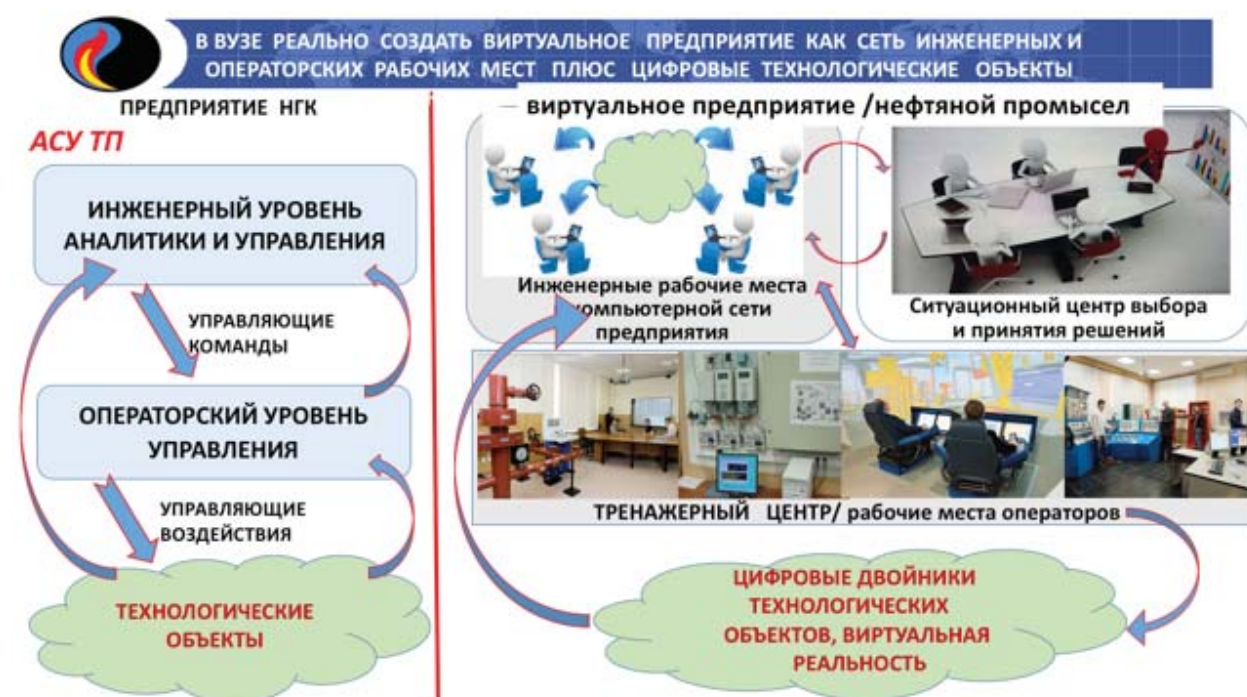 В ВУЗЕ РЕАЛЬНО СОЗДАТЬ ВИРТУАЛЬНОЕ ПРЕДПРИЯТИЕ КАК СЕТЬ ИНЖЕНЕРНЫХ И
ОПЕРАТОРСКИХ РАБОЧИХ МЕСТ ПЛЮС ЦИФРОВЫЕ ТЕХНОЛОГИЧЕСКИЕ ОБЪЕКТЫ
ПРЕДПРИЯТИЕ НГК
АСУ ТП
ИНЖЕНЕРНЫЙ УРОВЕНЬ
АНАЛИТИКИ И УПРАВЛЕНИЯ
УПРАВЛЯЮЩИЕ
КОМАНДЫ
ОПЕРАТОРСКИЙ УРОВЕНЬ
УПРАВЛЕНИЯ
УПРАВЛЯЮЩИЕ
ВОЗДЕЙСТВИЯ
ТЕХНОЛОГИЧЕСКИЕ
ОБЪЕКТЫ
— виртуальное предприятие /нефтяной промысел
Инженерные рабочие места
компьютерной сети
предприятия
Ситуационный центр выбора
и принятия решений
ТРЕНАЖЕРНЫЙ ЦЕНТР/ рабочие места операторов
ЦИФРОВЫЕ ДВОЙНИКИ
ТЕХНОЛОГИЧЕСКИХ
ОБЪЕКТОВ, ВИРТУАЛЬНАЯ
РЕАЛЬНОСТЬ